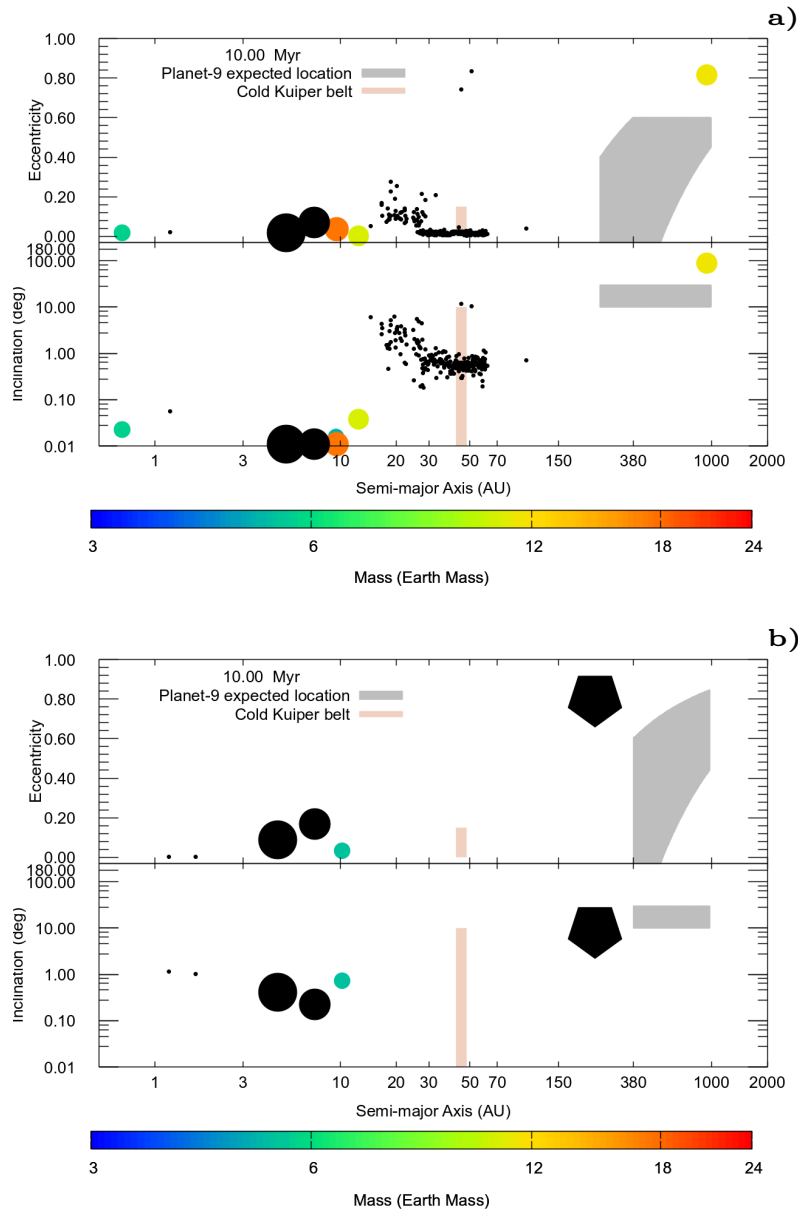 a)
10.00 Myr
Planet-9 expected location
Cold Kuiper belt
Eccentricity
1.00
0.80
0.60
0.40
0.20
0.00
Inclination (deg)
180.00
100.00
10.00
1.00
0.10
0.01
1 3 10 20 30 50 70 150 380 1000 2000
Semi-major Axis (AU)
3 6 12 18 24
Mass (Earth Mass)
b)
10.00 Myr
Planet-9 expected location
Cold Kuiper belt
Eccentricity
1.00
0.80
0.60
0.40
0.20
0.00
Inclination (deg)
180.00
100.00
10.00
1.00
0.10
0.01
1 3 10 20 30 50 70 150 380 1000 2000
Semi-major Axis (AU)
3 6 12 18 24
Mass (Earth Mass)